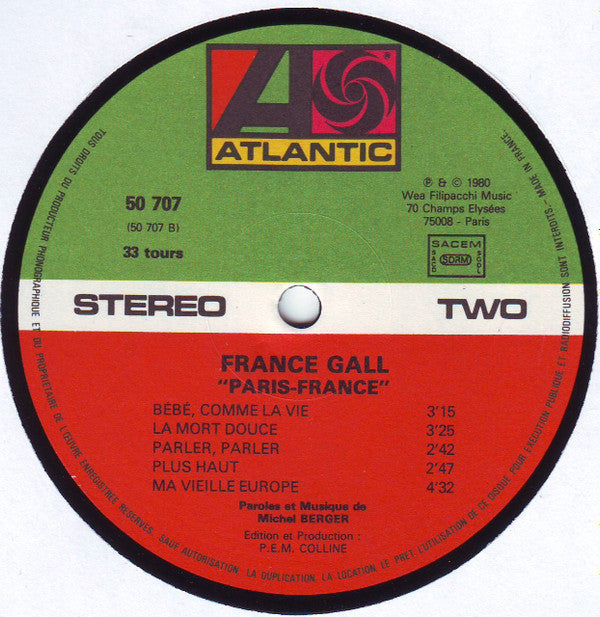 ATLANTIC
50 707
(50 707 B)
33 tours
℗ & © 1980
Wea Filipacchi Music
70 Champs Elysées
75008 - Paris
SACEM
SACD SDRM SGDL
STEREO
TWO
FRANCE GALL
"PARIS-FRANCE"
BÉBÉ, COMME LA VIE 3'15
LA MORT DOUCE 3'25
PARLER, PARLER 2'42
PLUS HAUT 2'47
MA VIEILLE EUROPE 4'32
Paroles et Musique de
Michel BERGER
Edition et Production :
P.E.M. COLLINE
TOUS DROITS DU PRODUCTEUR PHONOGRAPHIQUE ET DU PROPRIETAIRE DE L'ŒUVRE ENREGISTREE RESERVES. SAUF AUTORISATION. LA DUPLICATION, LA LOCATION LE PRET L'UTILISATION DE CE DISQUE POUR EXECUTION PUBLIQUE ET RADIODIFFUSION SONT INTERDITS. - MADE IN FRANCE.